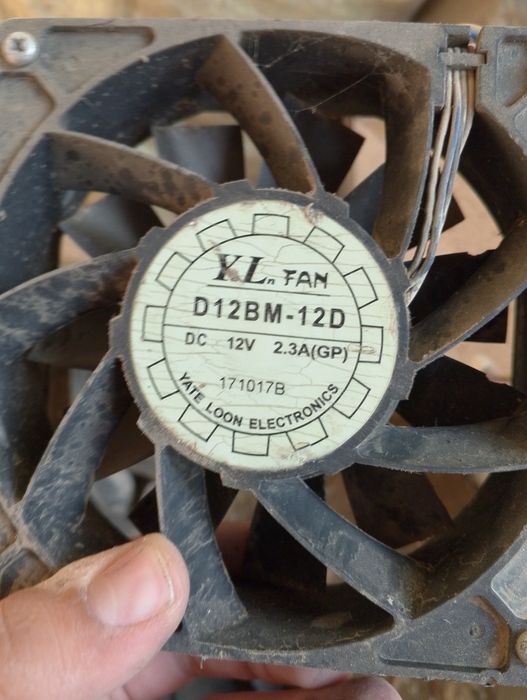 YLn FAN
D12BM-12D
DC 12V 2.3A(GP)
171017B
YATE LOON ELECTRONICS